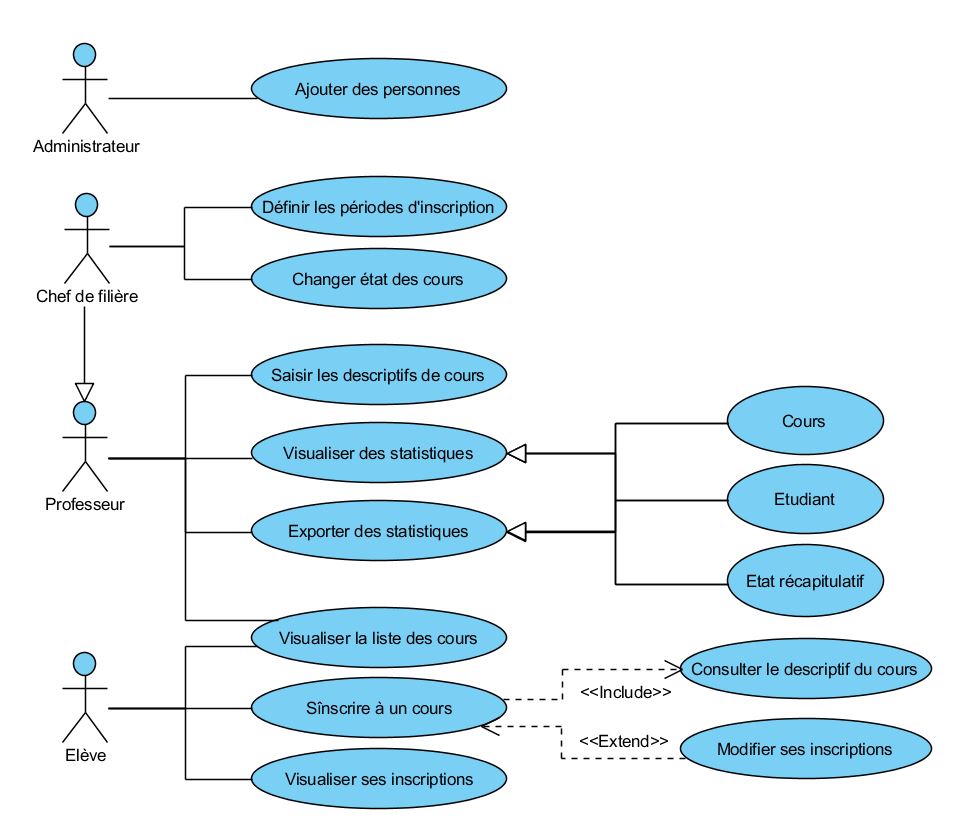 Ajouter des personnes
Administrateur
Définir les périodes d'inscription
Changer état des cours
Chef de filière
Saisir les descriptifs de cours
Visualiser des statistiques
Exporter des statistiques
Professeur
Cours
Etudiant
Etat récapitulatif
Visualiser la liste des cours
Sînscrire à un cours
Visualiser ses inscriptions
Elève
<<Include>>
Consulter le descriptif du cours
<<Extend>>
Modifier ses inscriptions